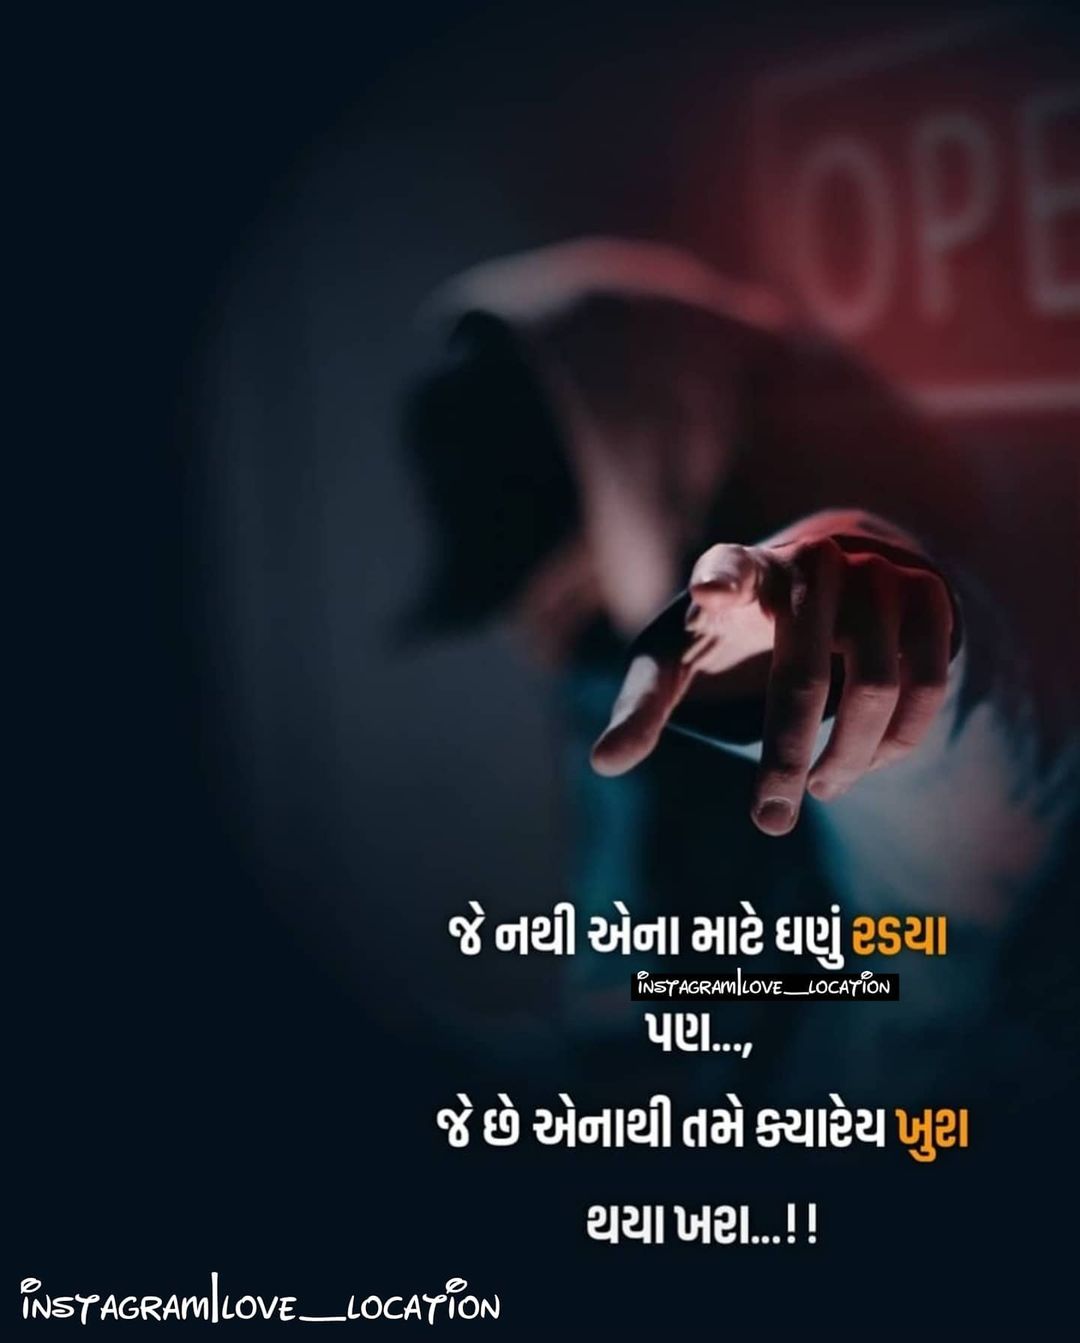 OPE
જે નથી એના માટે ઘણું રડયા
INSTAGRAM|LOVE__LOCATION
પણ...,
જે છે એનાથી તમે ક્યારેય ખુશ
થયા ખરા...!!
INSTAGRAM|LOVE__LOCATION